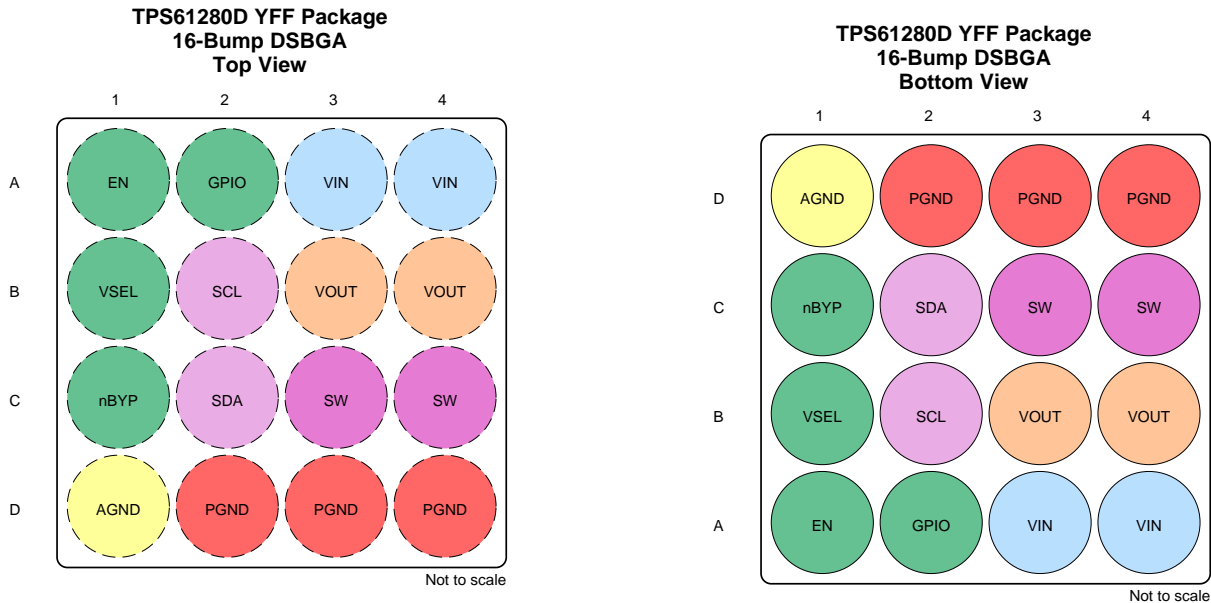 TPS61280D YFF Package
16-Bump DSBGA
Top View
1 2 3 4
A EN GPIO VIN VIN
B VSEL SCL VOUT VOUT
C nBYP SDA SW SW
D AGND PGND PGND PGND
Not to scale
TPS61280D YFF Package
16-Bump DSBGA
Bottom View
1 2 3 4
D AGND PGND PGND PGND
C nBYP SDA SW SW
B VSEL SCL VOUT VOUT
A EN GPIO VIN VIN
Not to scale